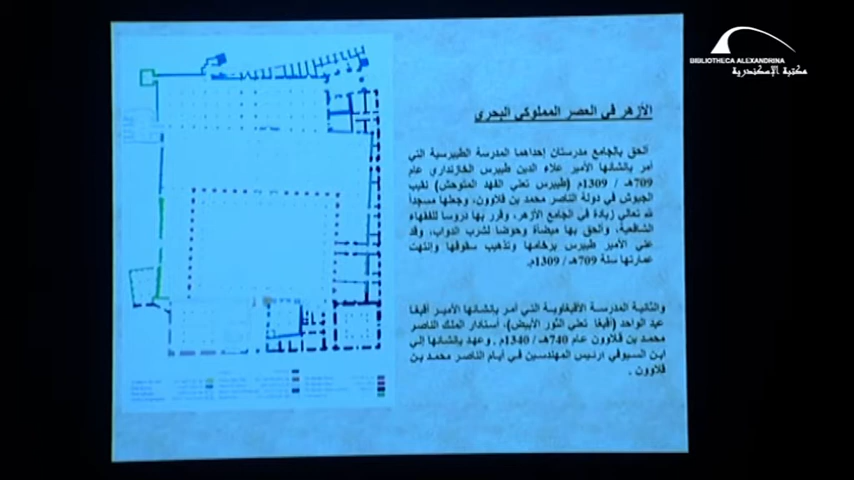 BIBLIOTHECA ALEXANDRINA
مكتبة الإسكندرية
الأزهر في العصر المملوكي البحري
ألحق بالجامع مدرستان إحداهما المدرسة الطيبرسية التي
أمر بإنشائها الأمير علاء الدين طيبرس الخازنداري عام
709هـ / 1309م (طيبرس تعني الفهد المتوحش) نقيب
الجيوش في دولة الناصر محمد بن قلاوون، وجعلها مسجداً
لله تعالى زيادة في الجامع الأزهر، وقرر بها دروسا للفقهاء
الشافعية، وألحق بها ميضأة وحوضا لشرب الدواب، وقد
عني الأمير طيبرس برخامها وتذهيب سقوفها وإنتهت
عمارتها سنة 709هـ / 1309م.
والثانية المدرسة الأقبغاوية التي أمر بإنشائها الأمير أقبغا
عبد الواحد (أقبغا تعني الثور الأبيض)، أستادار الملك الناصر
محمد بن قلاوون عام 740هـ / 1340م . وعهد بإنشائها إلى
ابن السيوفي رئيس المهندسين في أيام الناصر محمد بن
قلاوون .